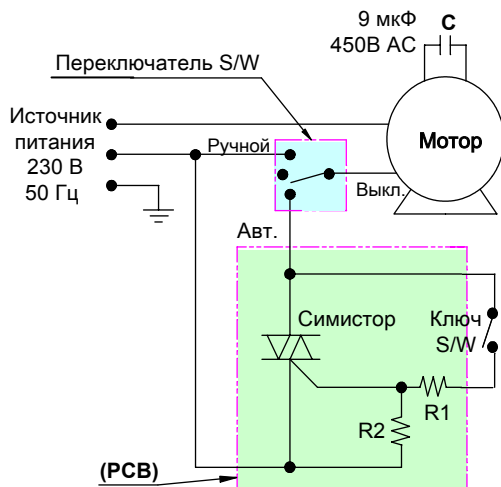 9 мкФ
450В АС
C
Переключатель S/W
Источник
питания
230 В
50 Гц
Ручной
Мотор
Выкл.
Авт.
Симистор
Ключ
S/W
R1
R2
(PCB)